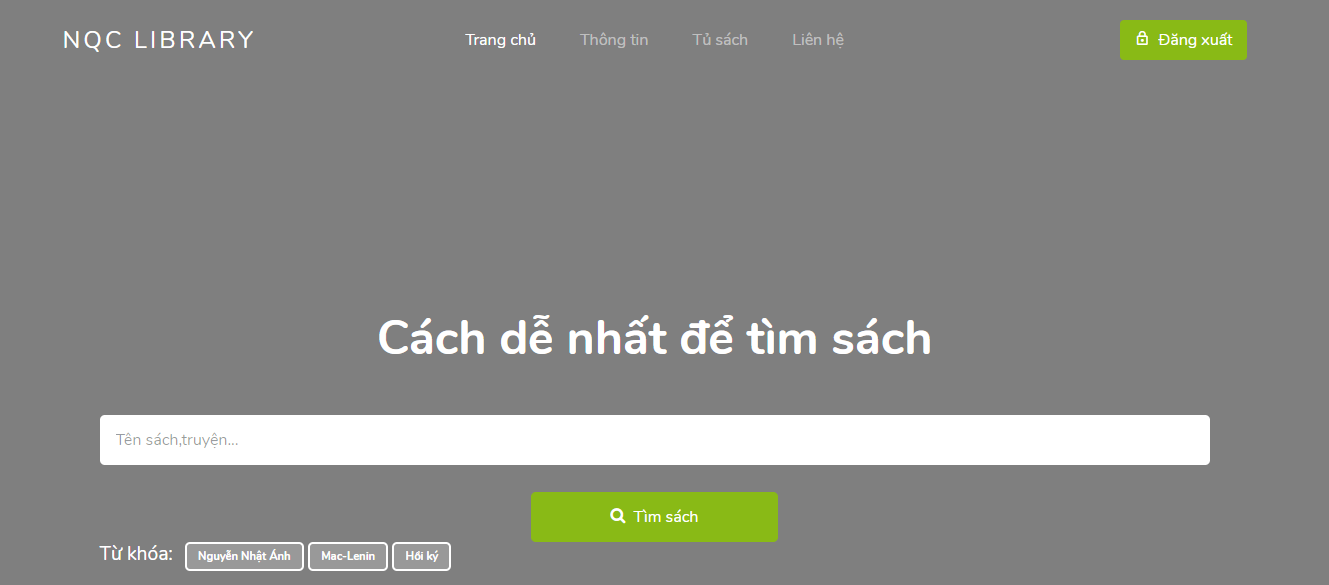 NQC LIBRARY Trang chủ Thông tin Tủ sách Liên hệ Đăng xuất
Cách dễ nhất để tìm sách
Tên sách,truyện...
Tìm sách
Từ khóa: Nguyễn Nhật Ánh Mac-Lenin Hồi ký